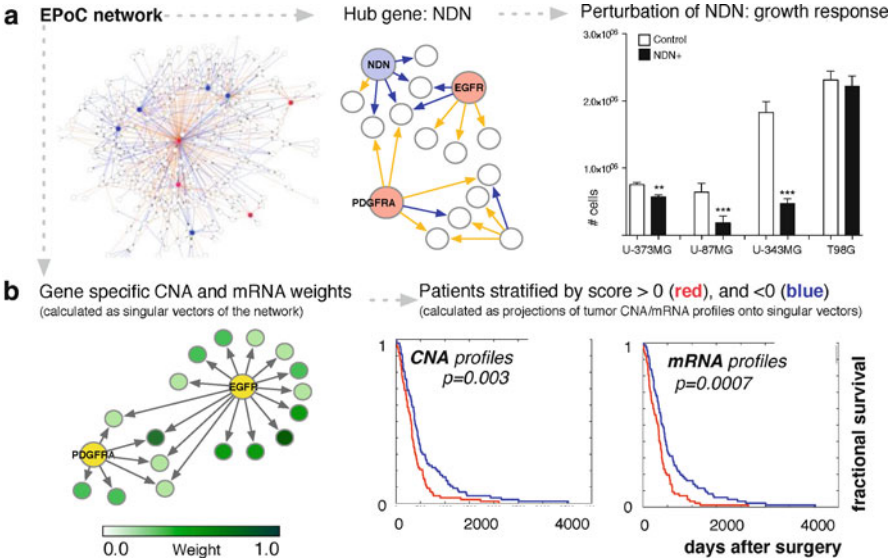 a EPoC network Hub gene: NDN Perturbation of NDN: growth response
NDN
EGFR
PDGFRA
3.0x10^06
2.0x10^06
1.0x10^06
0
# cells
Control
NDN+
**
***
***
U-373MG U-87MG U-343MG T98G
b Gene specific CNA and mRNA weights
(calculated as singular vectors of the network)
Patients stratified by score > 0 (red), and <0 (blue)
(calculated as projections of tumor CNA/mRNA profiles onto singular vectors)
EGFR
PDGFRA
0.0 Weight 1.0
1
0
CNA profiles
p=0.003
0 2000 4000
1
0
mRNA profiles
p=0.0007
0 2000 4000
fractional survival
days after surgery